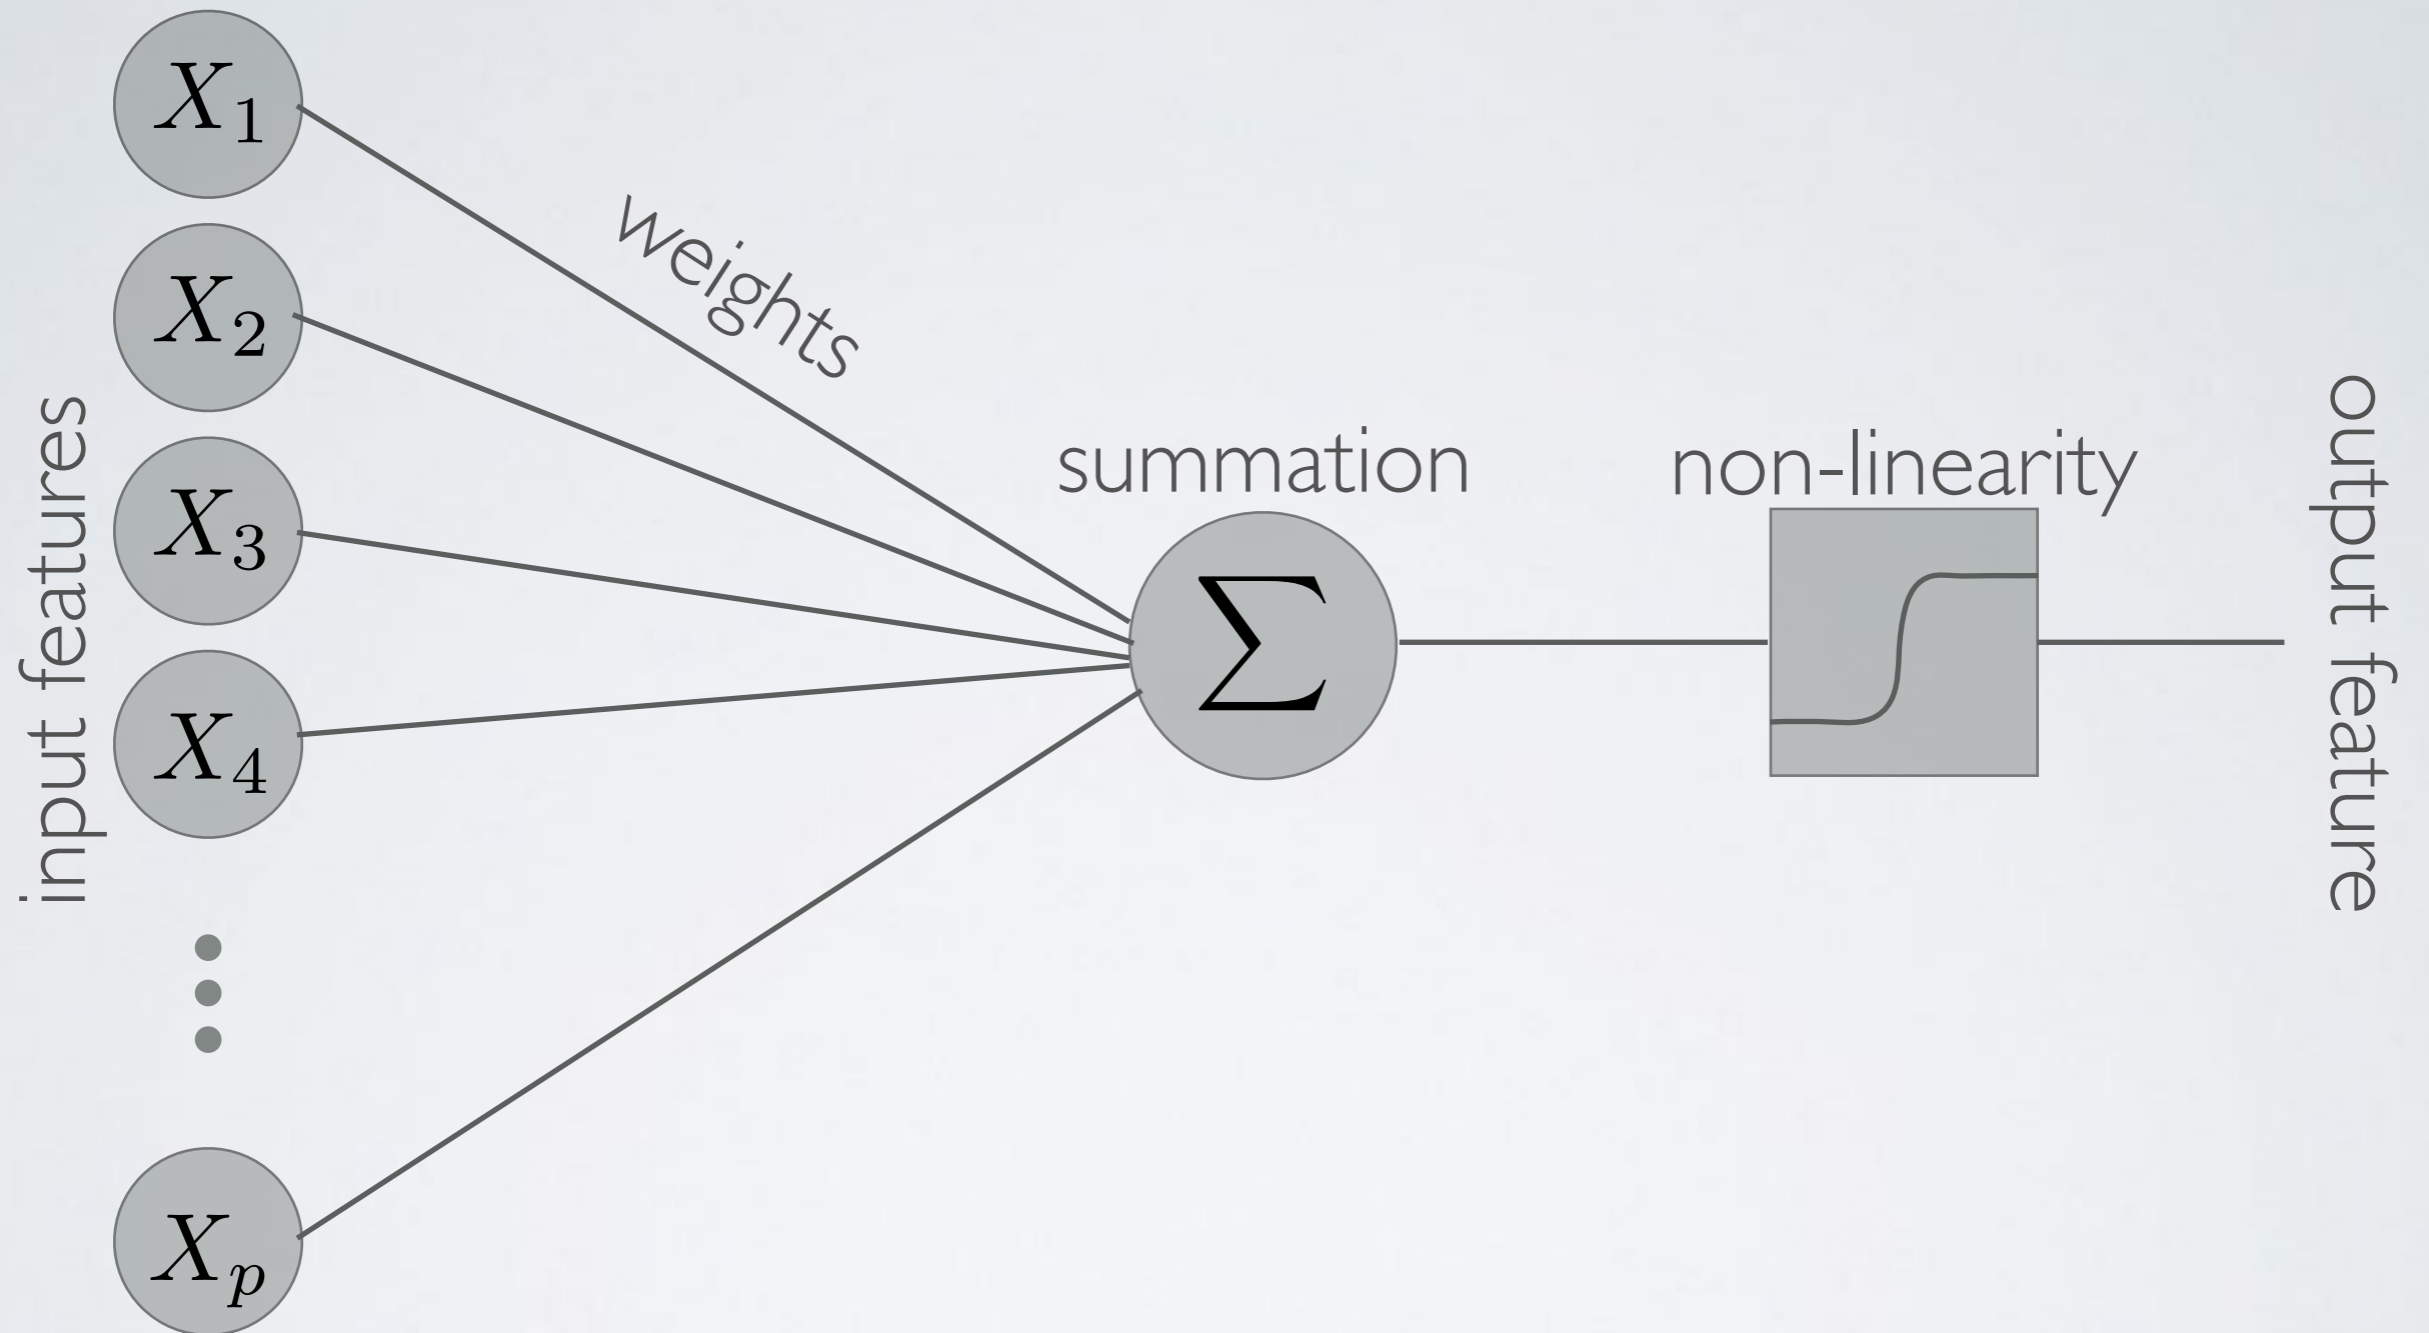 X1
X2
X3
X4
Xp
input features
weights
summation
Σ
non-linearity
output feature